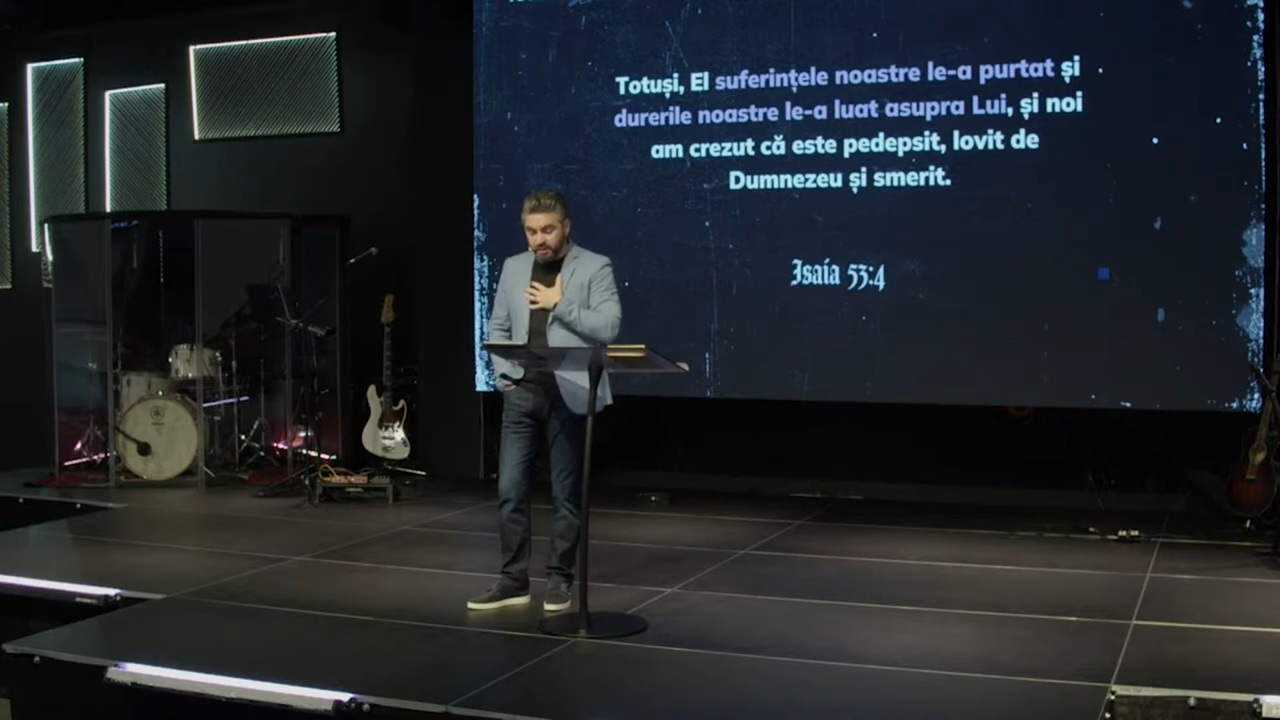 Totuși, El suferințele noastre le-a purtat și
durerile noastre le-a luat asupra Lui, și noi
am crezut că este pedepsit, lovit de
Dumnezeu și smerit.
Isaia 53:4